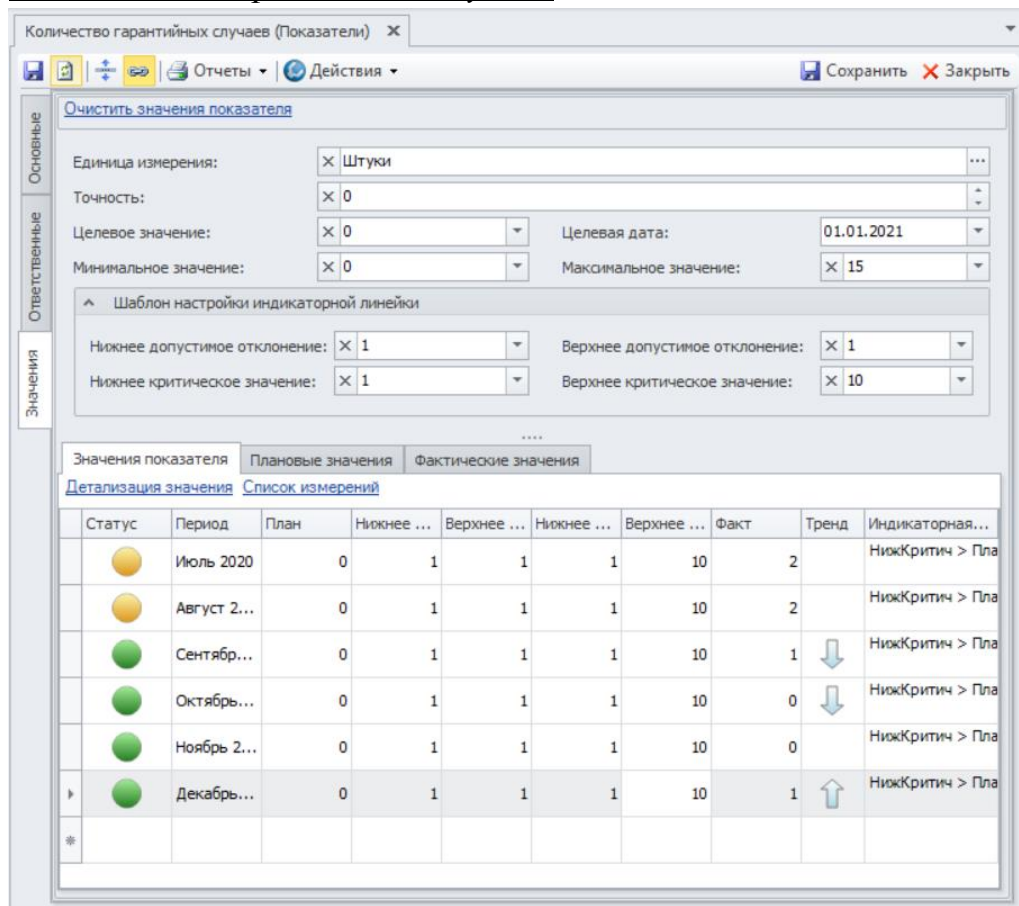 Количество гарантийных случаев (Показатели)
Отчеты Действия Сохранить Закрыть
Очистить значения показателя
Основные
Ответственные
Значения
Единица измерения: Штуки ...
Точность: 0
Целевое значение: 0 Целевая дата: 01.01.2021
Минимальное значение: 0 Максимальное значение: 15
Шаблон настройки индикаторной линейки
Нижнее допустимое отклонение: 1 Верхнее допустимое отклонение: 1
Нижнее критическое значение: 1 Верхнее критическое значение: 10
Значения показателя Плановые значения Фактические значения
Детализация значения Список измерений
Статус Период План Нижнее ... Верхнее ... Нижнее ... Верхнее ... Факт Тренд Индикаторная...
Июль 2020 0 1 1 1 10 2 НижКритич > Пла
Август 2... 0 1 1 1 10 2 НижКритич > Пла
Сентябр... 0 1 1 1 10 1 НижКритич > Пла
Октябрь... 0 1 1 1 10 0 НижКритич > Пла
Ноябрь 2... 0 1 1 1 10 0 НижКритич > Пла
Декабрь... 0 1 1 1 10 1 НижКритич > Пла